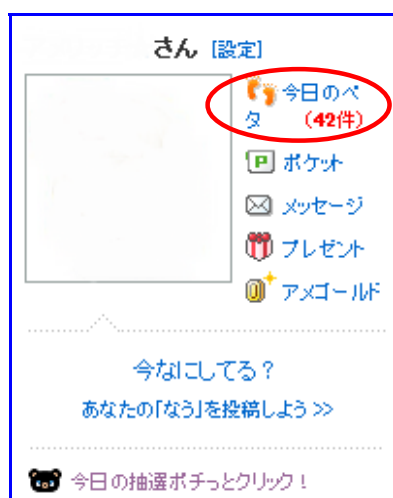 さん [設定]
今日のペ
タ (42件)
P ポケット
メッセージ
プレゼント
アメゴールド
今なにしてる？
あなたの「なう」を投稿しよう >>
今日の抽選ポチっとクリック！